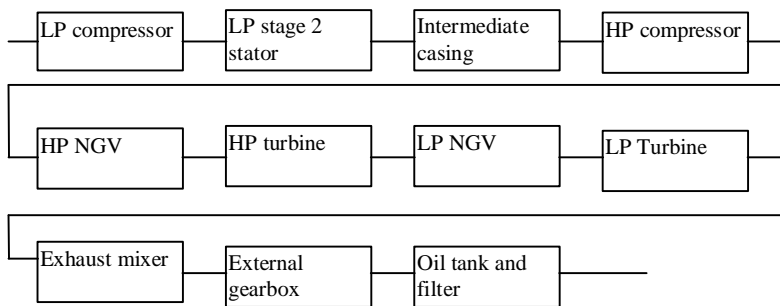 LP compressor
LP stage 2
stator
Intermediate
casing
HP compressor
HP NGV
HP turbine
LP NGV
LP Turbine
Exhaust mixer
External
gearbox
Oil tank and
filter